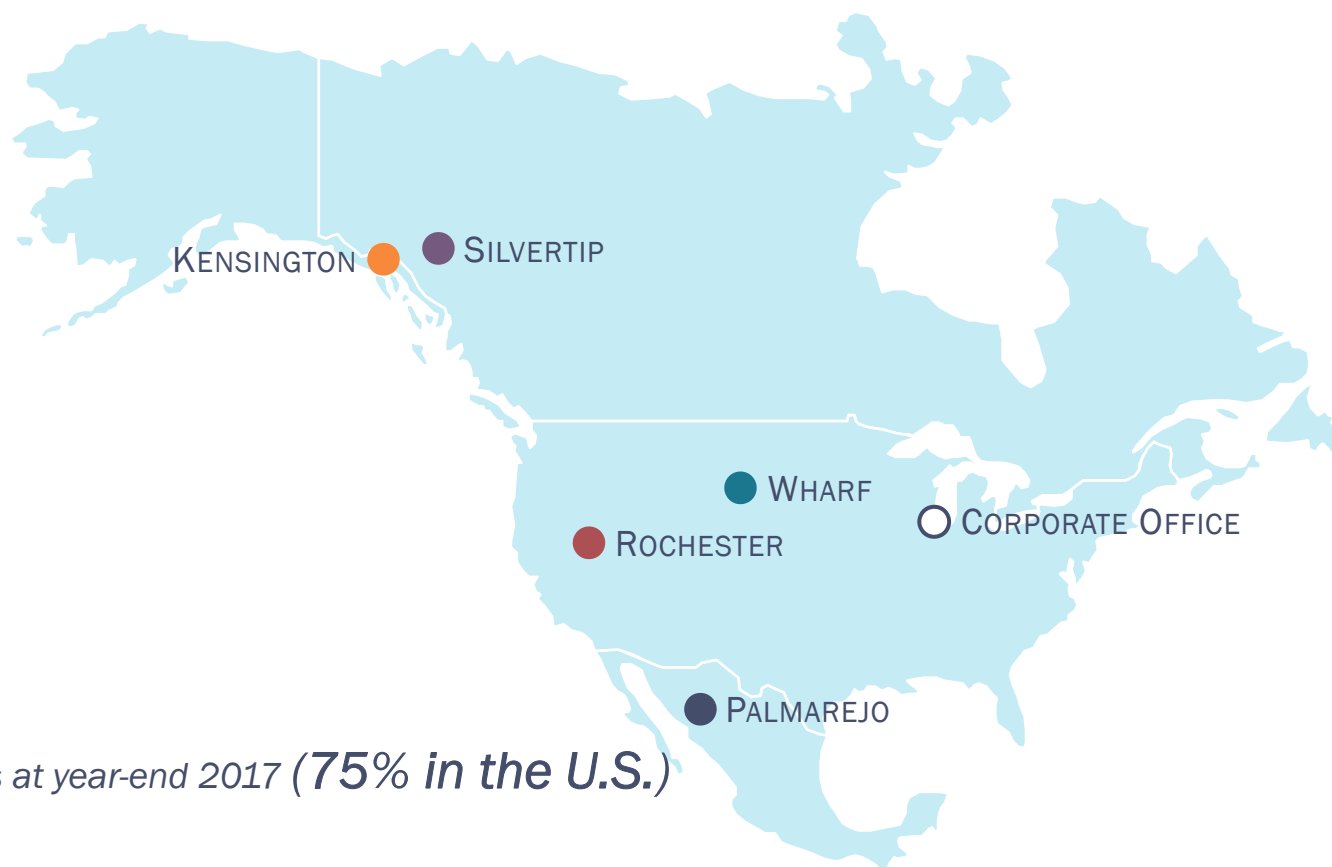 SILVERTIP
KENSINGTON
WHARF
CORPORATE OFFICE
ROCHESTER
PALMAREJO
at year-end 2017 (75% in the U.S.)